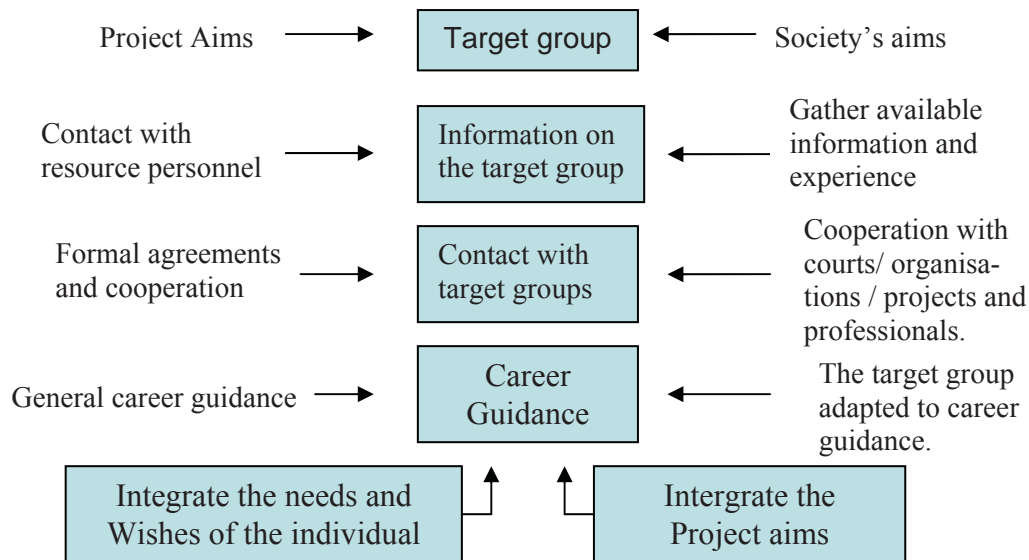 Project Aims
Target group
Society's aims
Contact with
resource personnel
Information on
the target group
Gather available
information and
experience
Formal agreements
and cooperation
Contact with
target groups
Cooperation with
courts/ organisa-
tions / projects and
professionals.
General career guidance
Career
Guidance
The target group
adapted to career
guidance.
Integrate the needs and
Wishes of the individual
Intergrate the
Project aims